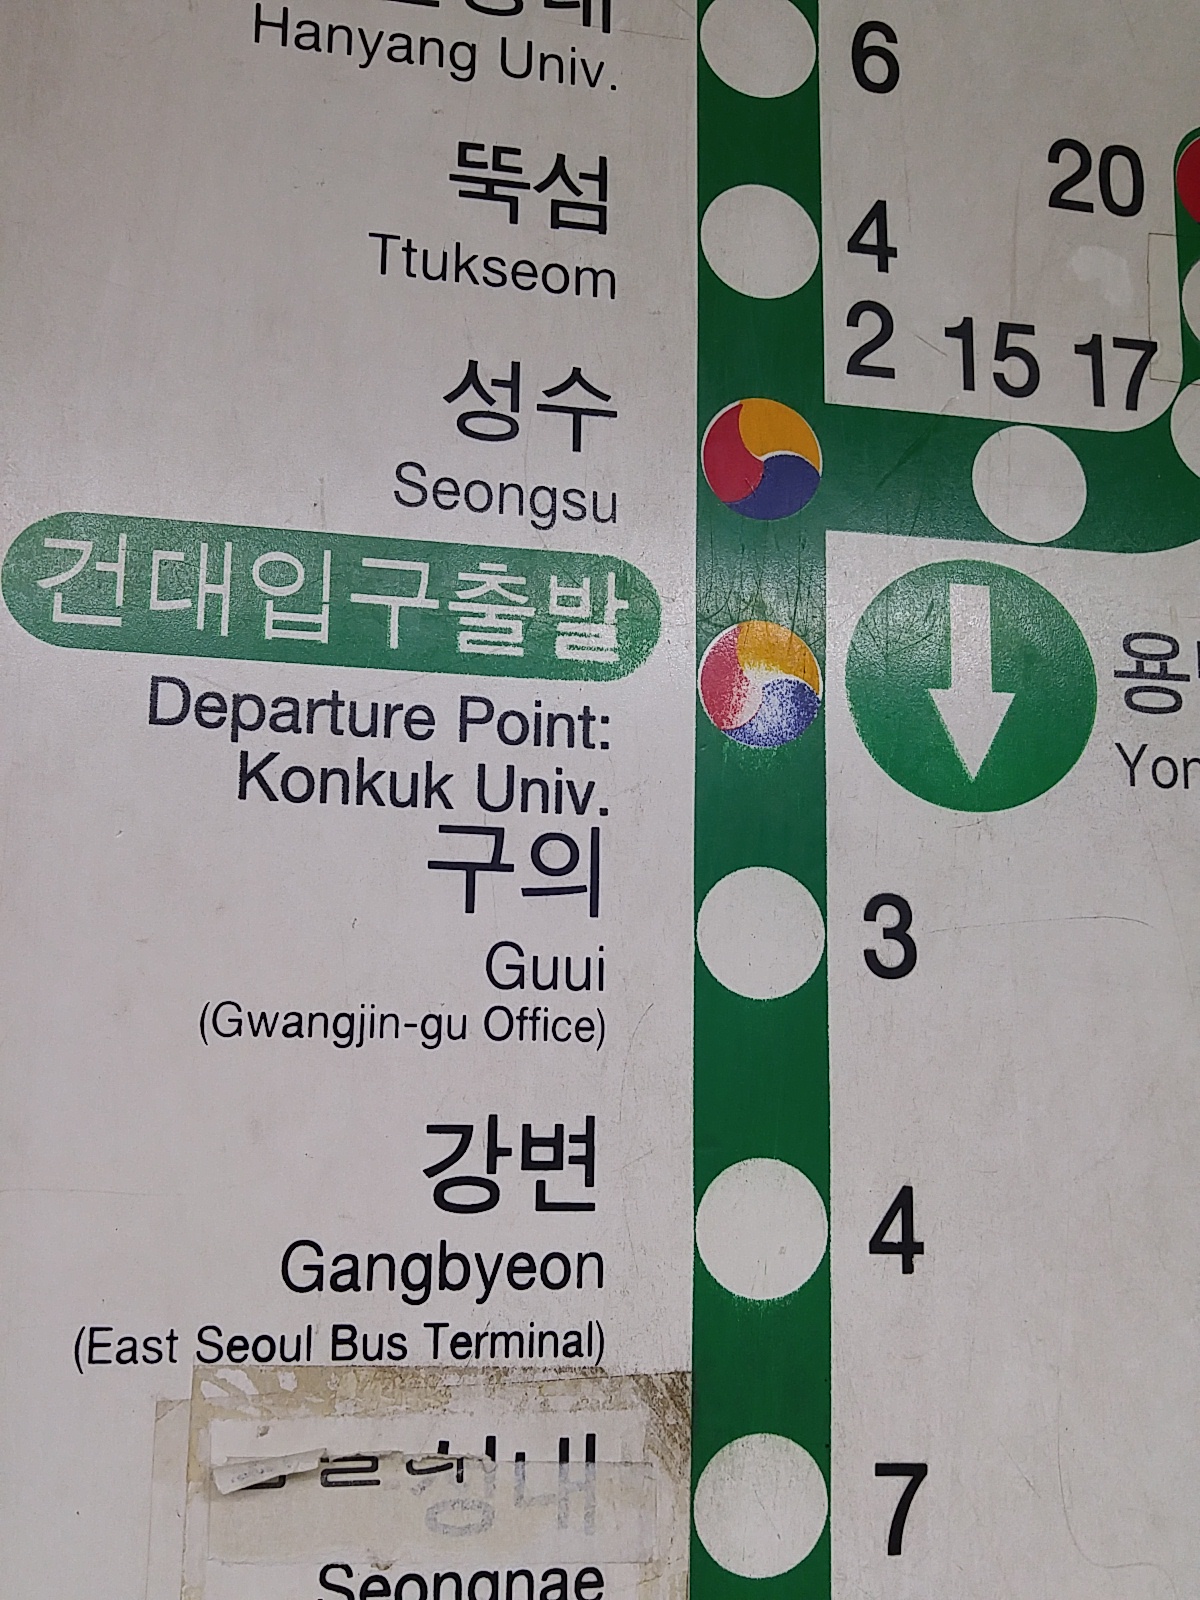 Hanyang Univ.
6
뚝섬
20
Ttukseom
4
2 15 17
성수
Seongsu
건대입구출발
Departure Point:
Konkuk Univ.
구의
3
Guui
(Gwangjin-gu Office)
강변
4
Gangbyeon
(East Seoul Bus Terminal)
성내
7
Seongnae